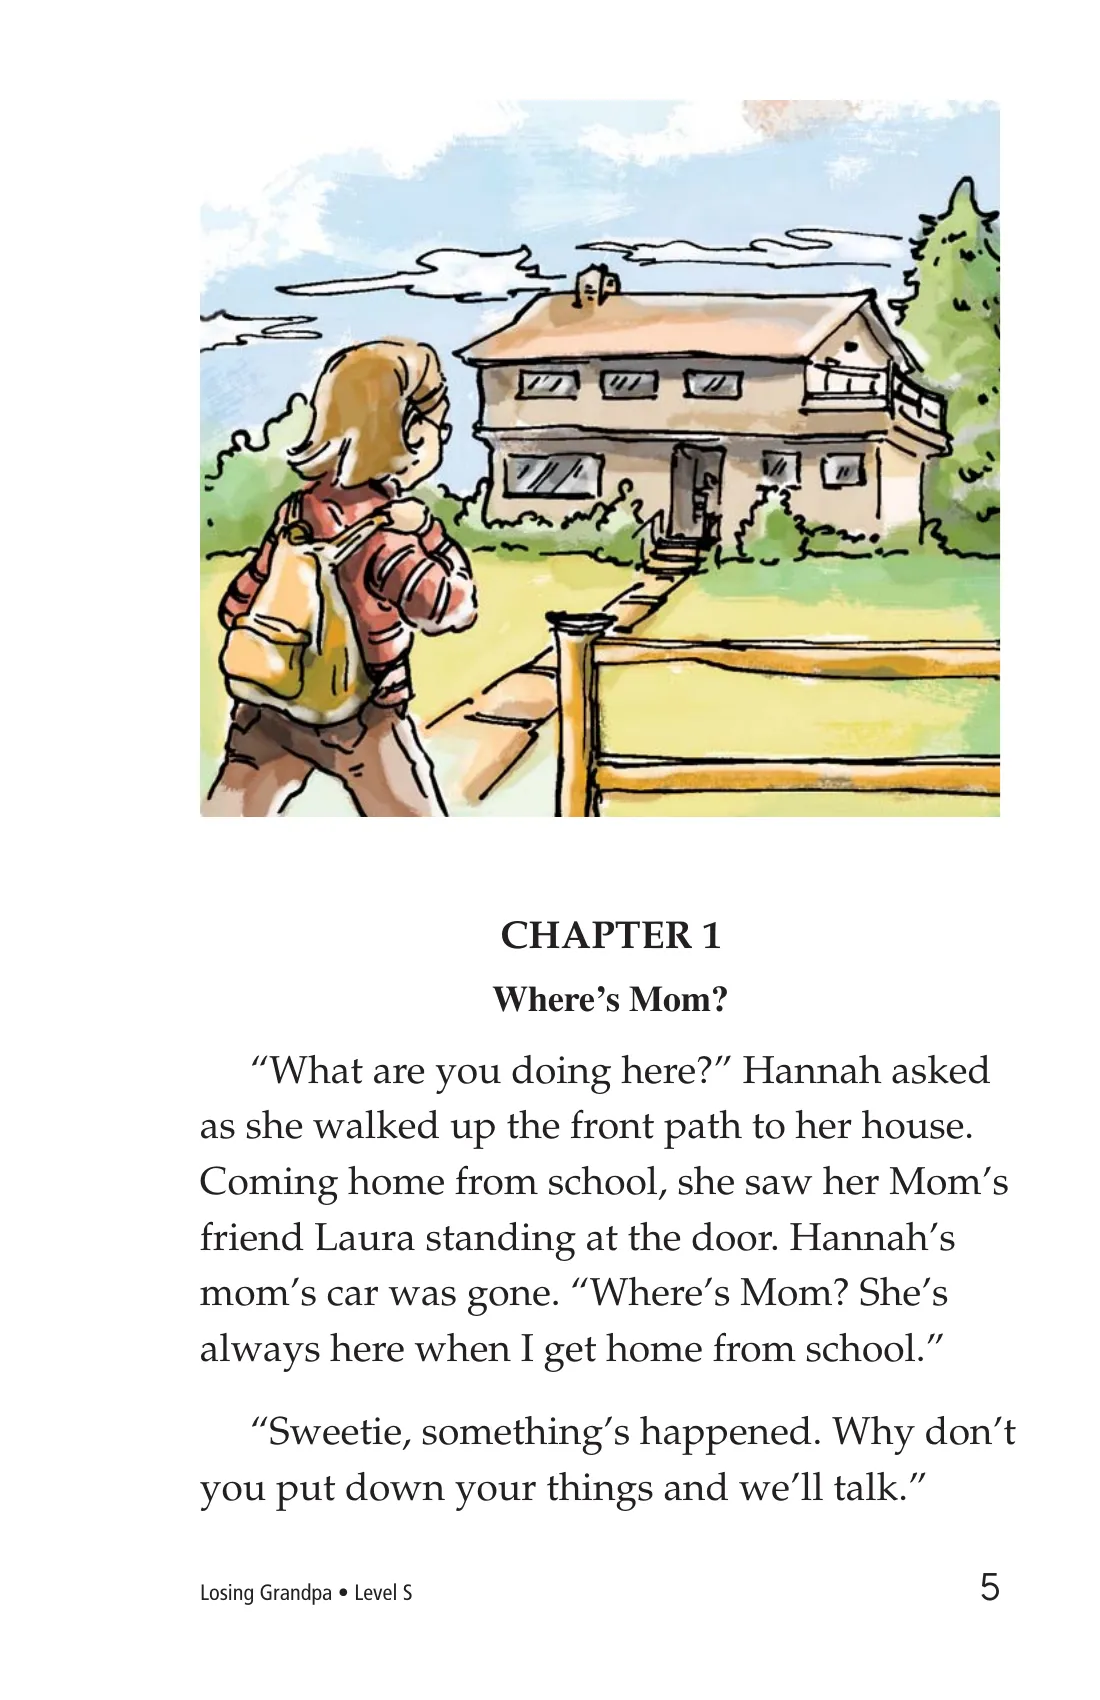 CHAPTER 1
Where’s Mom?
“What are you doing here?” Hannah asked
as she walked up the front path to her house.
Coming home from school, she saw her Mom’s
friend Laura standing at the door. Hannah’s
mom’s car was gone. “Where’s Mom? She’s
always here when I get home from school.”
“Sweetie, something’s happened. Why don’t
you put down your things and we’ll talk.”
Losing Grandpa • Level S
5